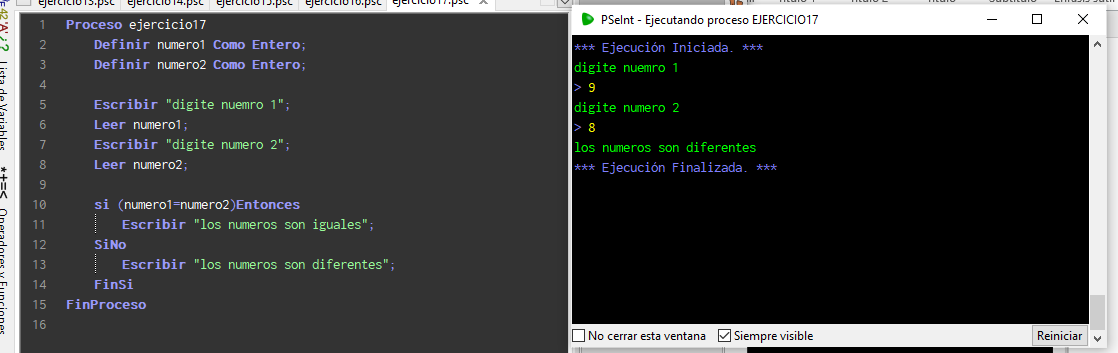 ejercicio13.psc ejercicio14.psc ejercicio15.psc ejercicio16.psc ejercicio17.psc
Lista de Variables
Operadores y Funciones
1 Proceso ejercicio17
2 Definir numero1 Como Entero;
3 Definir numero2 Como Entero;
4
5 Escribir "digite nuemro 1";
6 Leer numero1;
7 Escribir "digite numero 2";
8 Leer numero2;
9
10 si (numero1=numero2)Entonces
11 Escribir "los numeros son iguales";
12 SiNo
13 Escribir "los numeros son diferentes";
14 FinSi
15 FinProceso
16
PSeInt - Ejecutando proceso EJERCICIO17
*** Ejecución Iniciada. ***
digite nuemro 1
> 9
digite numero 2
> 8
los numeros son diferentes
*** Ejecución Finalizada. ***
No cerrar esta ventana
Siempre visible
Reiniciar